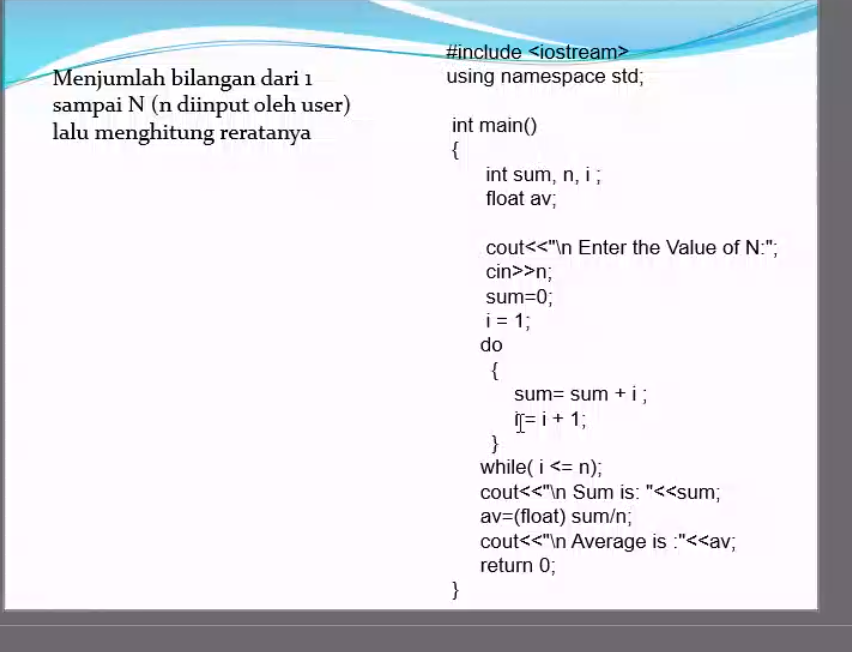 Menjumlah bilangan dari 1
sampai N (n diinput oleh user)
lalu menghitung reratanya
#include <iostream>
using namespace std;
int main()
{
int sum, n, i ;
float av;
cout<<"\n Enter the Value of N:";
cin>>n;
sum=0;
i = 1;
do
{
sum= sum + i ;
i = i + 1;
}
while( i <= n);
cout<<"\n Sum is: "<<sum;
av=(float) sum/n;
cout<<"\n Average is :"<<av;
return 0;
}